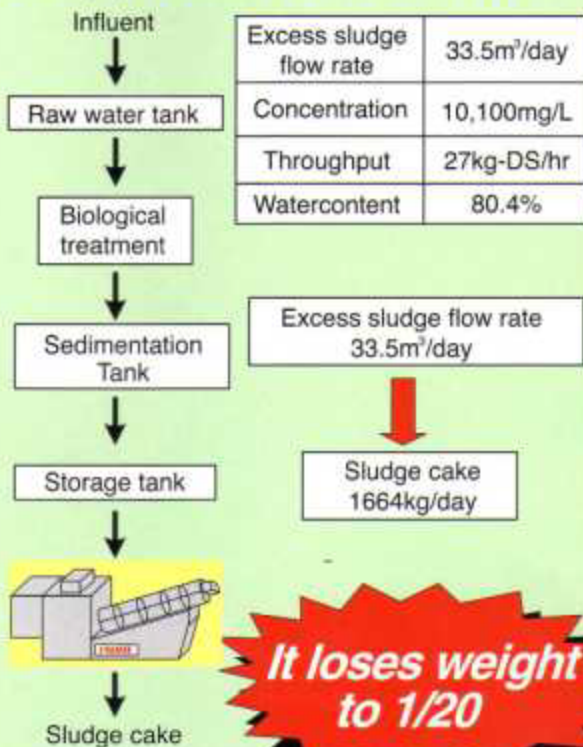 Influent
Raw water tank
Biological
treatment
Sedimentation
Tank
Storage tank
Sludge cake
Excess sludge
flow rate
33.5m³/day
Concentration
10,100mg/L
Throughput
27kg-DS/hr
Watercontent
80.4%
Excess sludge flow rate
33.5m³/day
Sludge cake
1664kg/day
It loses weight
to 1/20